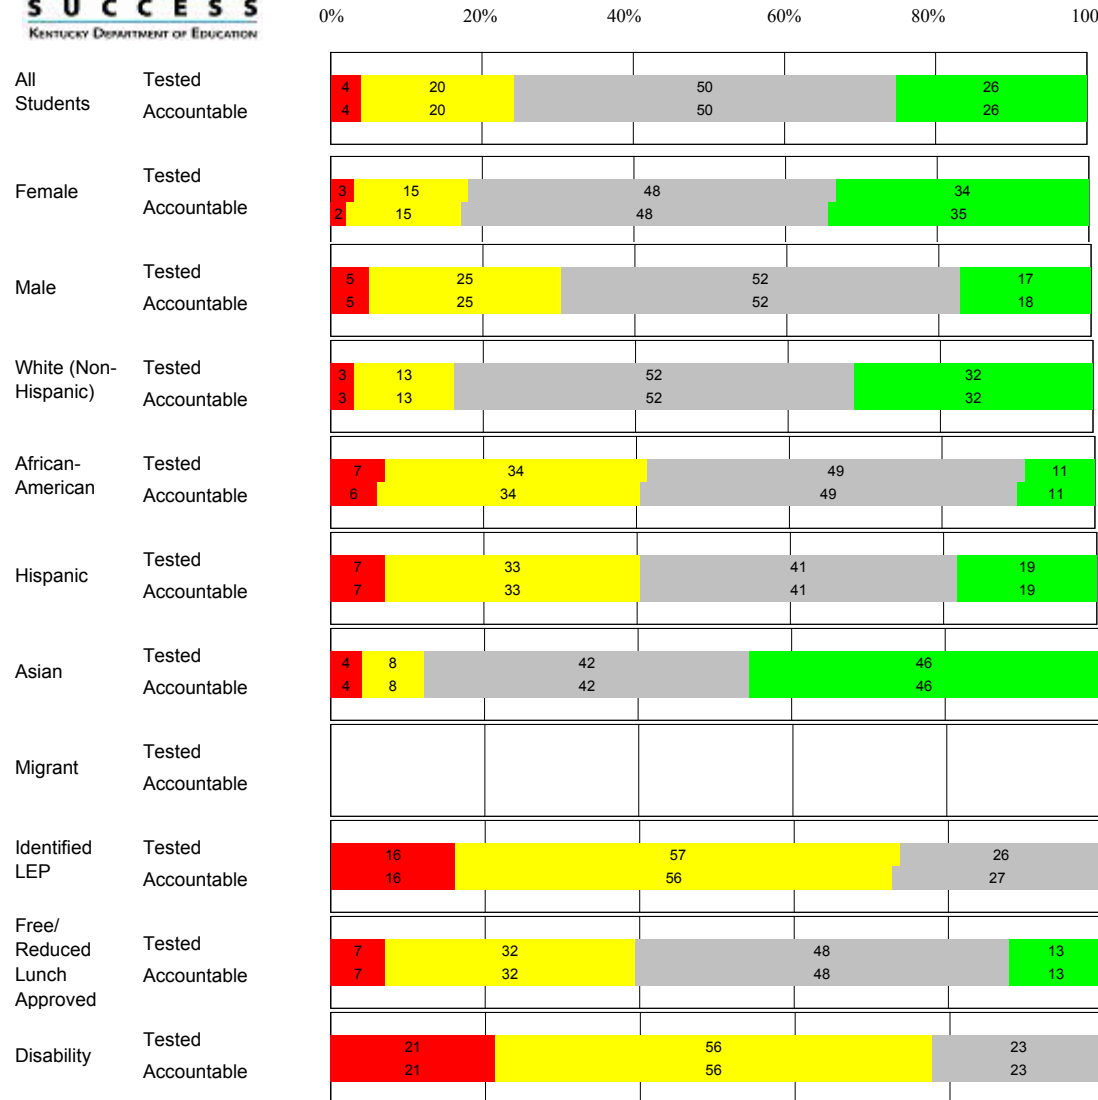 SUCCESS
KENTUCKY DEPARTMENT OF EDUCATION
0% 20% 40% 60% 80% 100
All Students
Tested 4 20 50 26
Accountable 4 20 50 26
Female
Tested 3 15 48 34
Accountable 2 15 48 35
Male
Tested 5 25 52 17
Accountable 5 25 52 18
White (Non-
Hispanic)
Tested 3 13 52 32
Accountable 3 13 52 32
African-
American
Tested 7 34 49 11
Accountable 6 34 49 11
Hispanic
Tested 7 33 41 19
Accountable 7 33 41 19
Asian
Tested 4 8 42 46
Accountable 4 8 42 46
Migrant
Tested
Accountable
Identified
LEP
Tested 16 57 26
Accountable 16 56 27
Free/
Reduced
Lunch
Approved
Tested 7 32 48 13
Accountable 7 32 48 13
Disability
Tested 21 56 23
Accountable 21 56 23